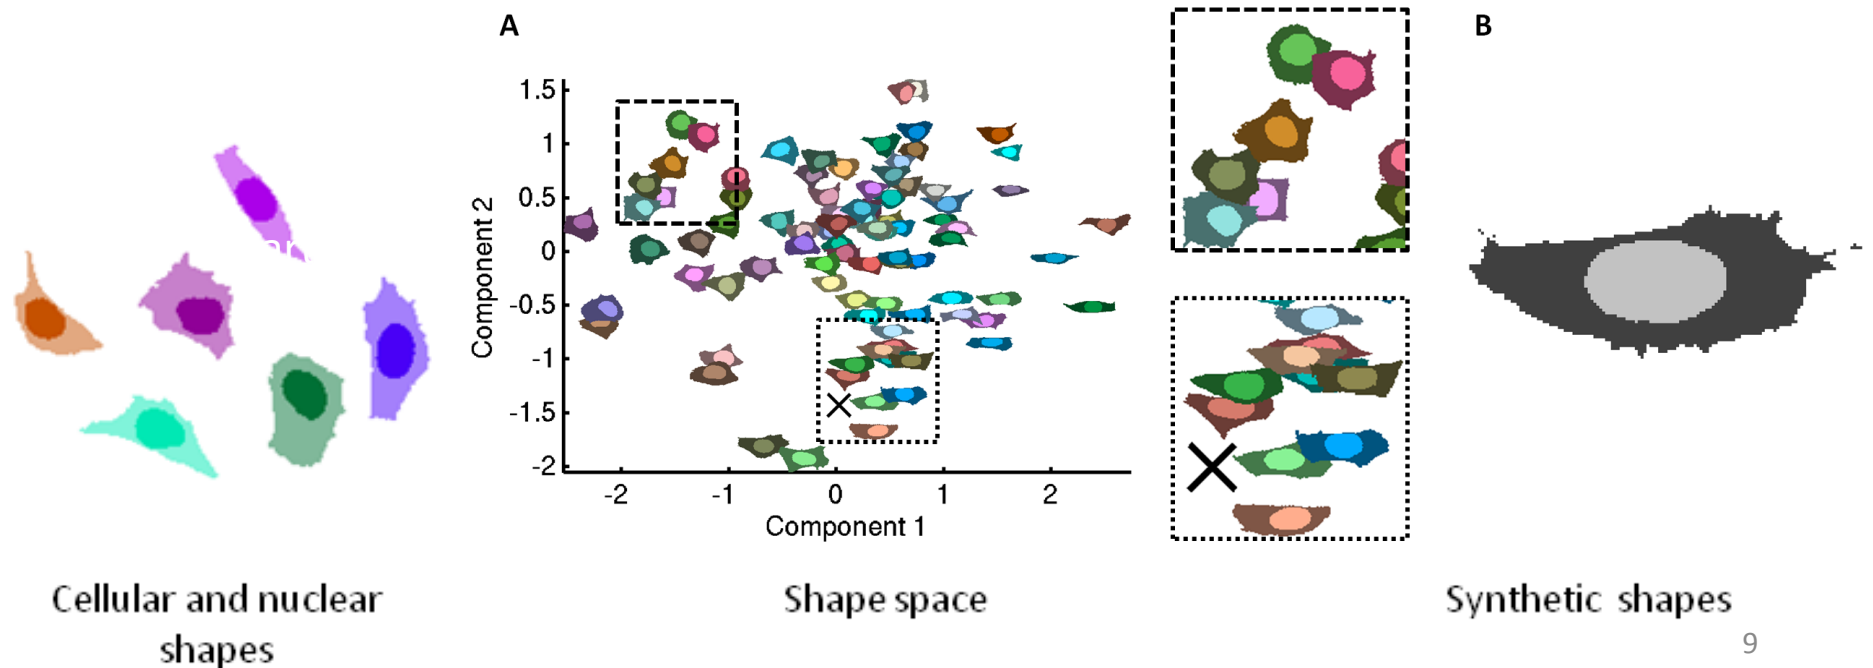 A
B
1.5
1
0.5
0
-0.5
-1
-1.5
-2
Component 2
-2
-1
0
1
2
Component 1
Cellular and nuclear
shapes
Shape space
Synthetic shapes
9